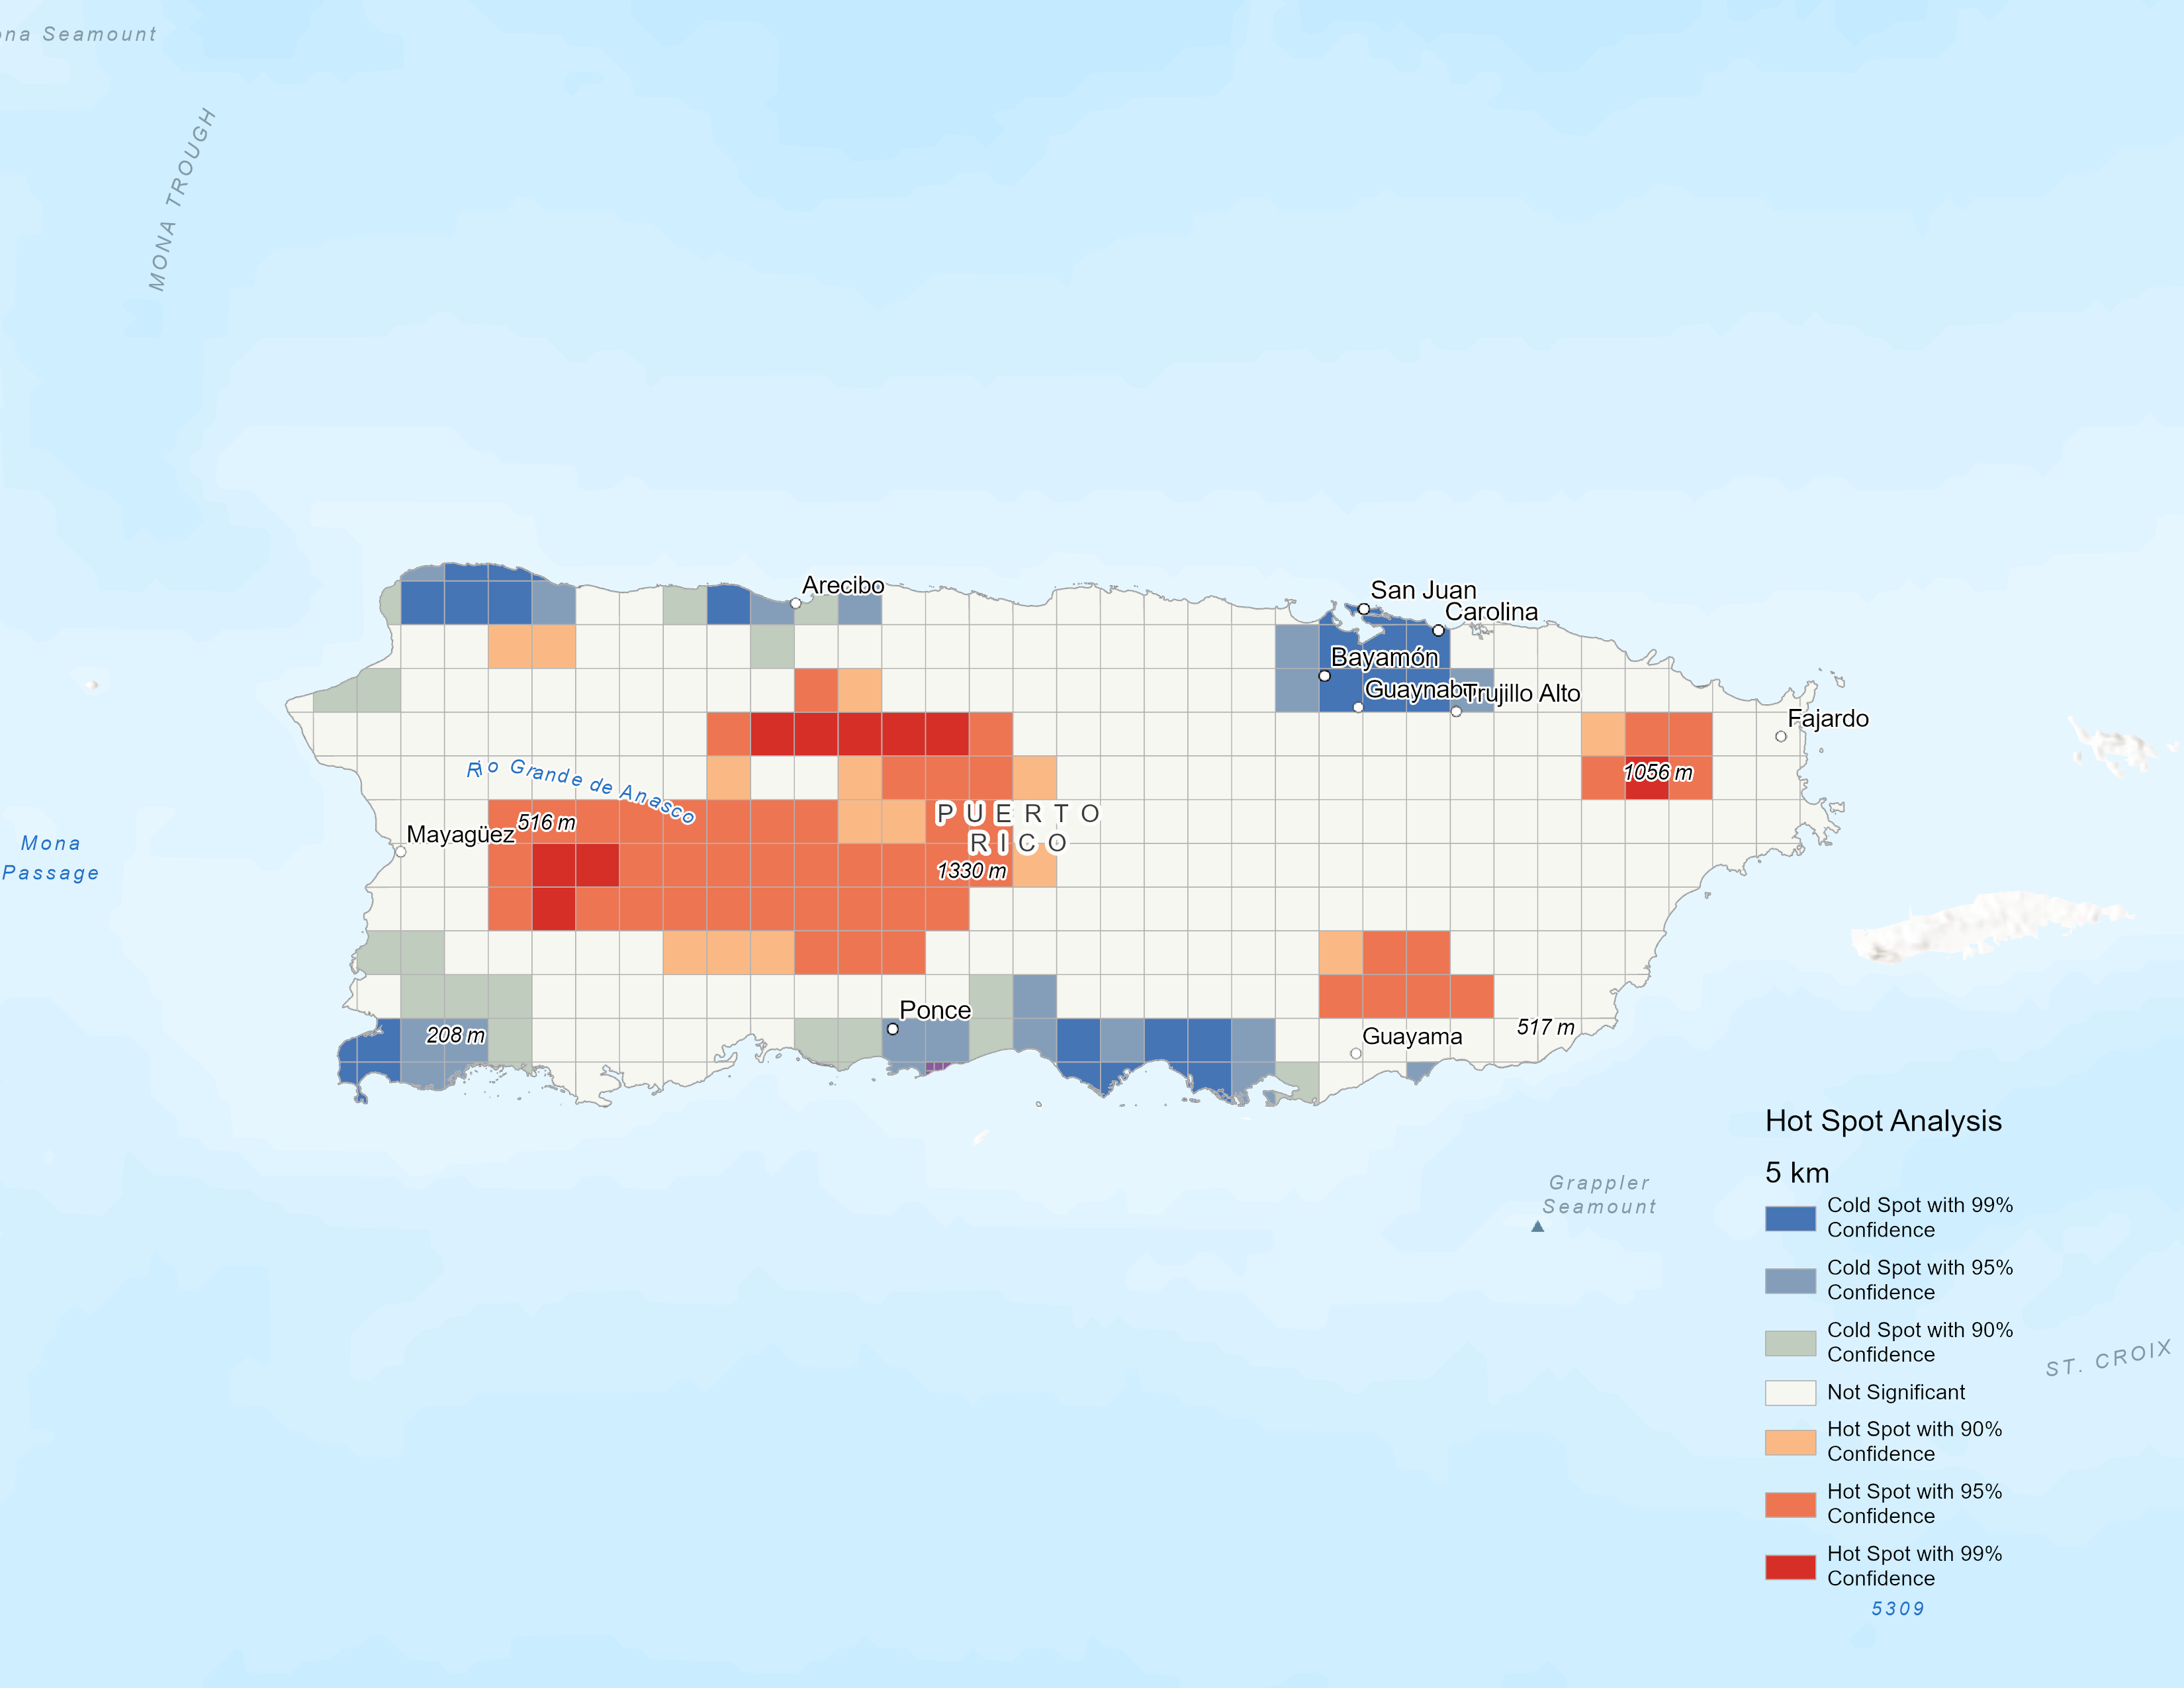 ona Seamount
MONA TROUGH
Arecibo
San Juan
Carolina
Bayamón
Guaynabo
Trujillo Alto
Fajardo
Rio Grande de Anasco
1056 m
PUERTO
RICO
516 m
Mayagüez
Mona
Passage
1330 m
Ponce
208 m
Guayama
517 m
Hot Spot Analysis
5 km
Cold Spot with 99%
Confidence
Cold Spot with 95%
Confidence
Cold Spot with 90%
Confidence
Not Significant
Hot Spot with 90%
Confidence
Hot Spot with 95%
Confidence
Hot Spot with 99%
Confidence
Grappler
Seamount
ST. CROIX
5309